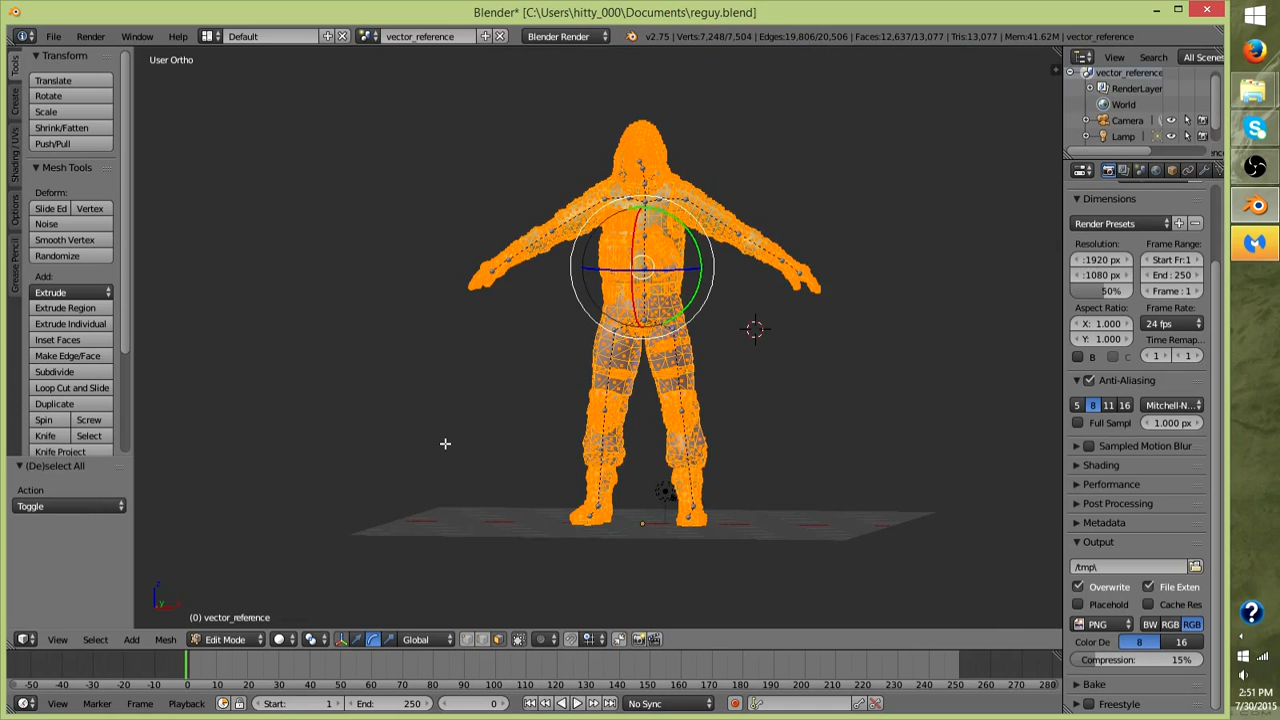 Blender* [C:\Users\hitty_000\Documents\reguy.blend]
File Render Window Help Default vector_reference Blender Render v2.75 | Verts:7,248/7,504 | Edges:19,806/20,506 | Faces:12,637/13,077 | Tris:13,077 | Mem:41.62M | vector_reference
Tools
Create
Shading / UVs
Options
Grease Pencil
Transform
Translate
Rotate
Scale
Shrink/Fatten
Push/Pull
Mesh Tools
Deform:
Slide Ed Vertex
Noise
Smooth Vertex
Randomize
Add:
Extrude
Extrude Region
Extrude Individual
Inset Faces
Make Edge/Face
Subdivide
Loop Cut and Slide
Duplicate
Spin Screw
Knife Select
Knife Project
(De)select All
Action
Toggle
User Ortho
z
y x
(0) vector_reference
View Select Add Mesh Edit Mode Global
View Search All Scenes
vector_reference
RenderLayer
World
Camera
Lamp
Dimensions
Render Presets
Resolution: Frame Range:
:1920 px Start Fr:1
:1080 px End : 250
50% Frame : 1
Aspect Ratio: Frame Rate:
X: 1.000 24 fps
Y: 1.000 Time Remap...
B C 1 1
Anti-Aliasing
5 8 11 16 Mitchell-N...
Full Sampl 1.000 px
Sampled Motion Blur
Shading
Performance
Post Processing
Metadata
Output
/tmp\
Overwrite File Exten
Placehold Cache Res
PNG BW RGB RGB
Color De 8 16
Compression: 15%
Bake
Freestyle
-50 -40 -30 -20 -10 0 10 20 30 40 50 60 70 80 90 100 110 120 130 140 150 160 170 180 190 200 210 220 230 240 250 260 270 280
View Marker Frame Playback Start: 1 End: 250 0 No Sync
2:51 PM
7/30/2015